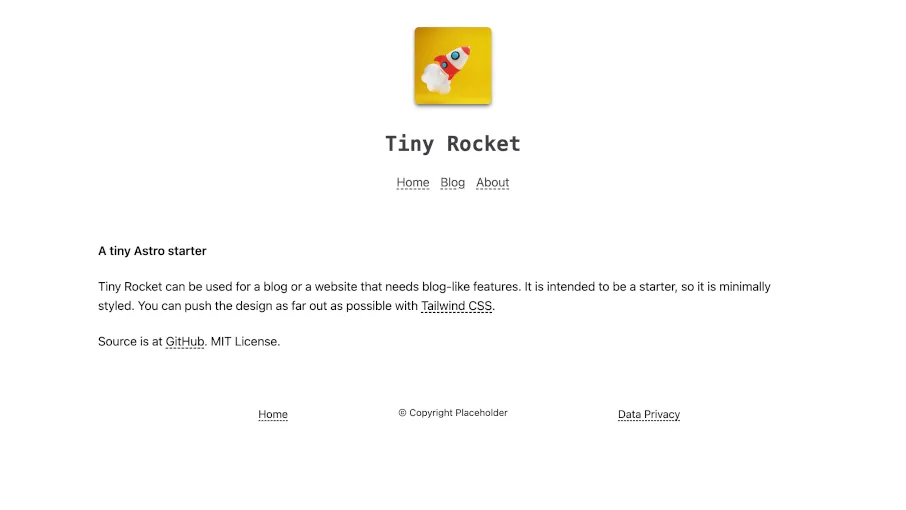 Tiny Rocket
Home Blog About
A tiny Astro starter
Tiny Rocket can be used for a blog or a website that needs blog-like features. It is intended to be a starter, so it is minimally
styled. You can push the design as far out as possible with Tailwind CSS.
Source is at GitHub. MIT License.
Home © Copyright Placeholder Data Privacy